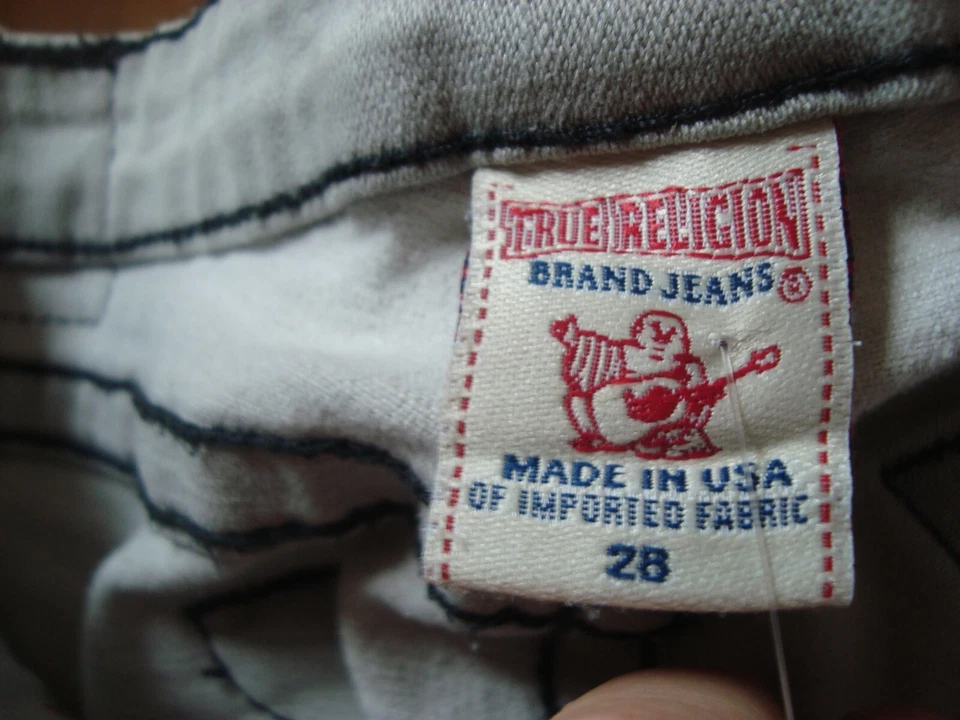 TRUE RELIGION
BRAND JEANS®
MADE IN USA
OF IMPORTED FABRIC
28